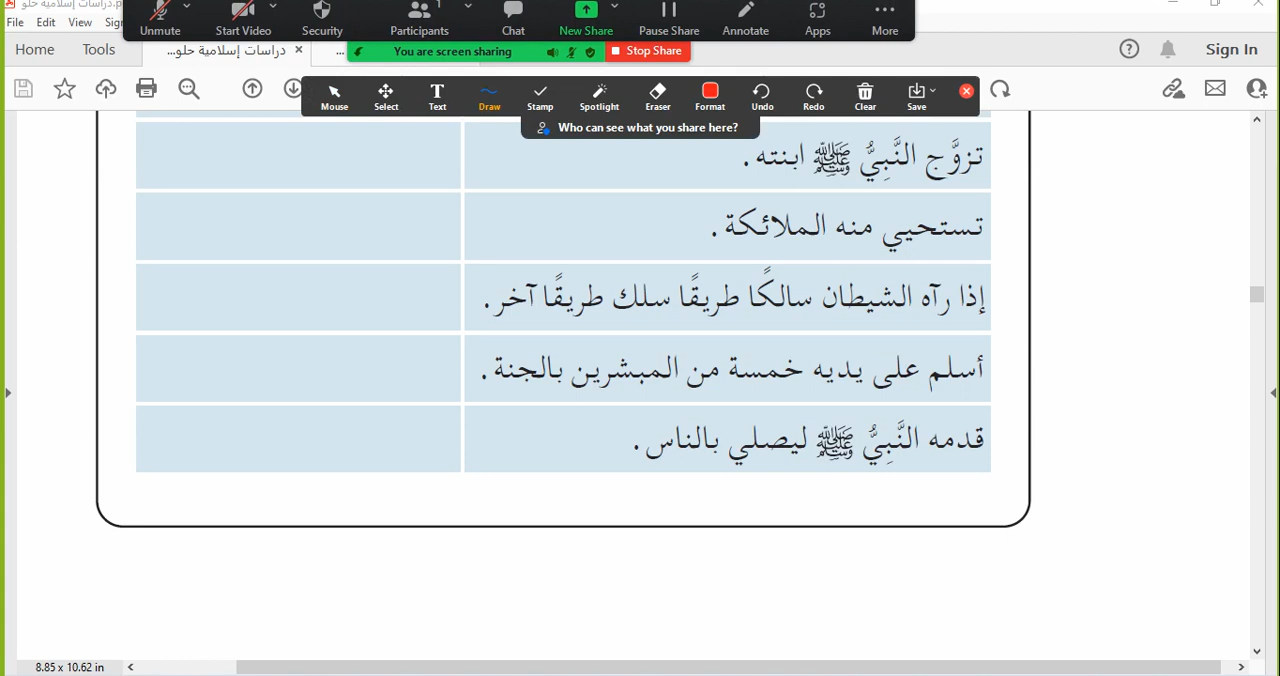 دراسات إسلامية حلو.p
File Edit View Sign
Unmute Start Video Security Participants 1 Chat New Share Pause Share Annotate Apps More
Home Tools
دراسات إسلامية حلو... ×
...
You are screen sharing Stop Share
Sign In
Mouse Select Text Draw Stamp Spotlight Eraser Format Undo Redo Clear Save
Who can see what you share here?
تزوَّج النَّبِيُّ ﷺ ابنته .
تستحيي منه الملائكة .
إذا رآه الشيطان سالكًا طريقًا سلك طريقًا آخر .
أسلم على يديه خمسة من المبشرين بالجنة .
قدمه النَّبِيُّ ﷺ ليصلي بالناس .
8.85 x 10.62 in